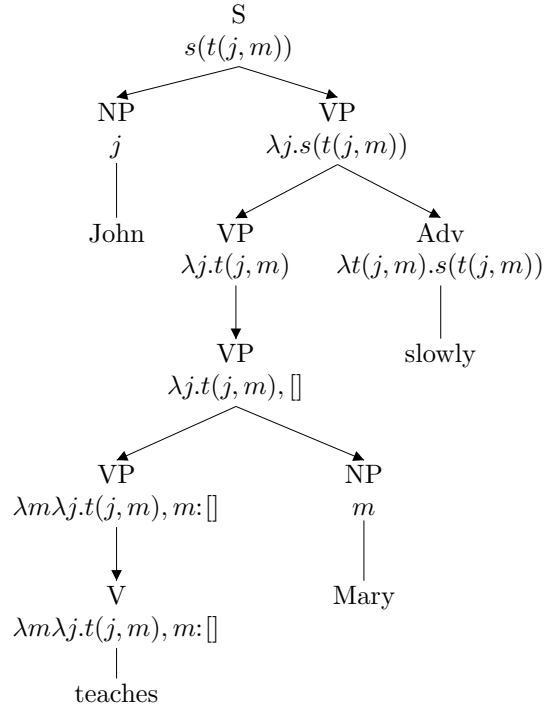 S
s(t(j, m))
NP VP
j λj.s(t(j, m))
John VP Adv
λj.t(j, m) λt(j, m).s(t(j, m))
VP slowly
λj.t(j, m), []
VP NP
λmλj.t(j, m), m:[] m
V Mary
λmλj.t(j, m), m:[]
teaches